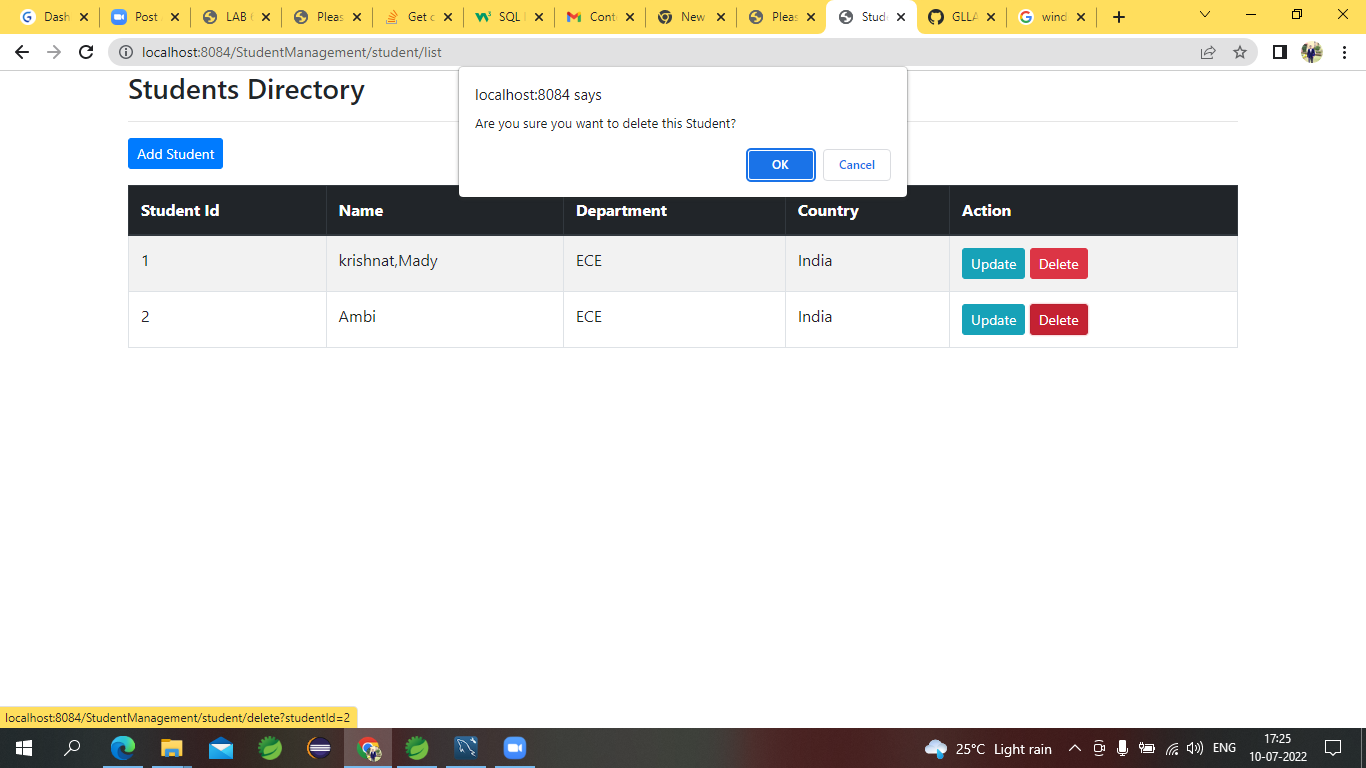 Dash Post LAB Pleas Get c SQL Cont New Pleas Stud GLLA wind
localhost:8084/StudentManagement/student/list
Students Directory
localhost:8084 says
Are you sure you want to delete this Student?
OK Cancel
Add Student
Student Id Name Department Country Action
1 krishnat,Mady ECE India Update Delete
2 Ambi ECE India Update Delete
localhost:8084/StudentManagement/student/delete?studentId=2
25°C Light rain ENG 17:25
10-07-2022